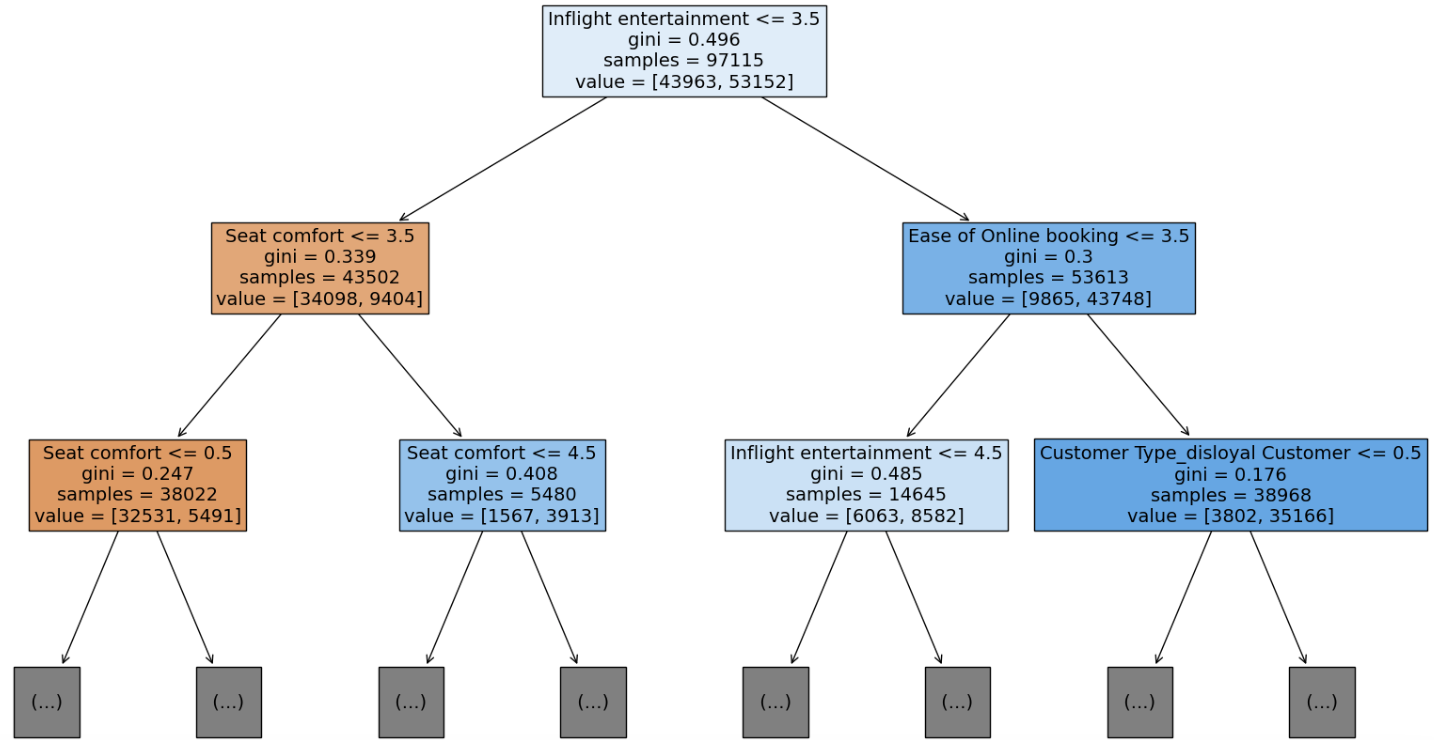 Inflight entertainment <= 3.5
gini = 0.496
samples = 97115
value = [43963, 53152]
Seat comfort <= 3.5
gini = 0.339
samples = 43502
value = [34098, 9404]
Ease of Online booking <= 3.5
gini = 0.3
samples = 53613
value = [9865, 43748]
Seat comfort <= 0.5
gini = 0.247
samples = 38022
value = [32531, 5491]
Seat comfort <= 4.5
gini = 0.408
samples = 5480
value = [1567, 3913]
Inflight entertainment <= 4.5
gini = 0.485
samples = 14645
value = [6063, 8582]
Customer Type_disloyal Customer <= 0.5
gini = 0.176
samples = 38968
value = [3802, 35166]
(...)
(...)
(...)
(...)
(...)
(...)
(...)
(...)